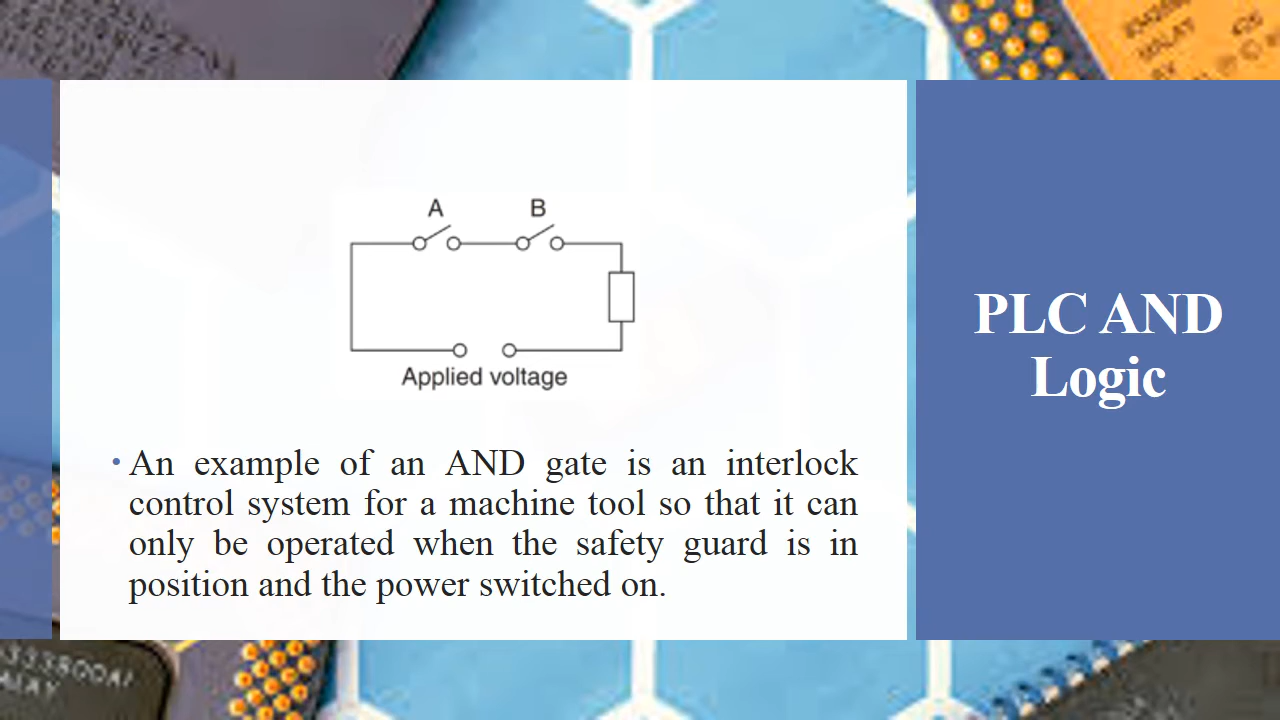 A B
Applied voltage
• An example of an AND gate is an interlock
control system for a machine tool so that it can
only be operated when the safety guard is in
position and the power switched on.
PLC AND
Logic